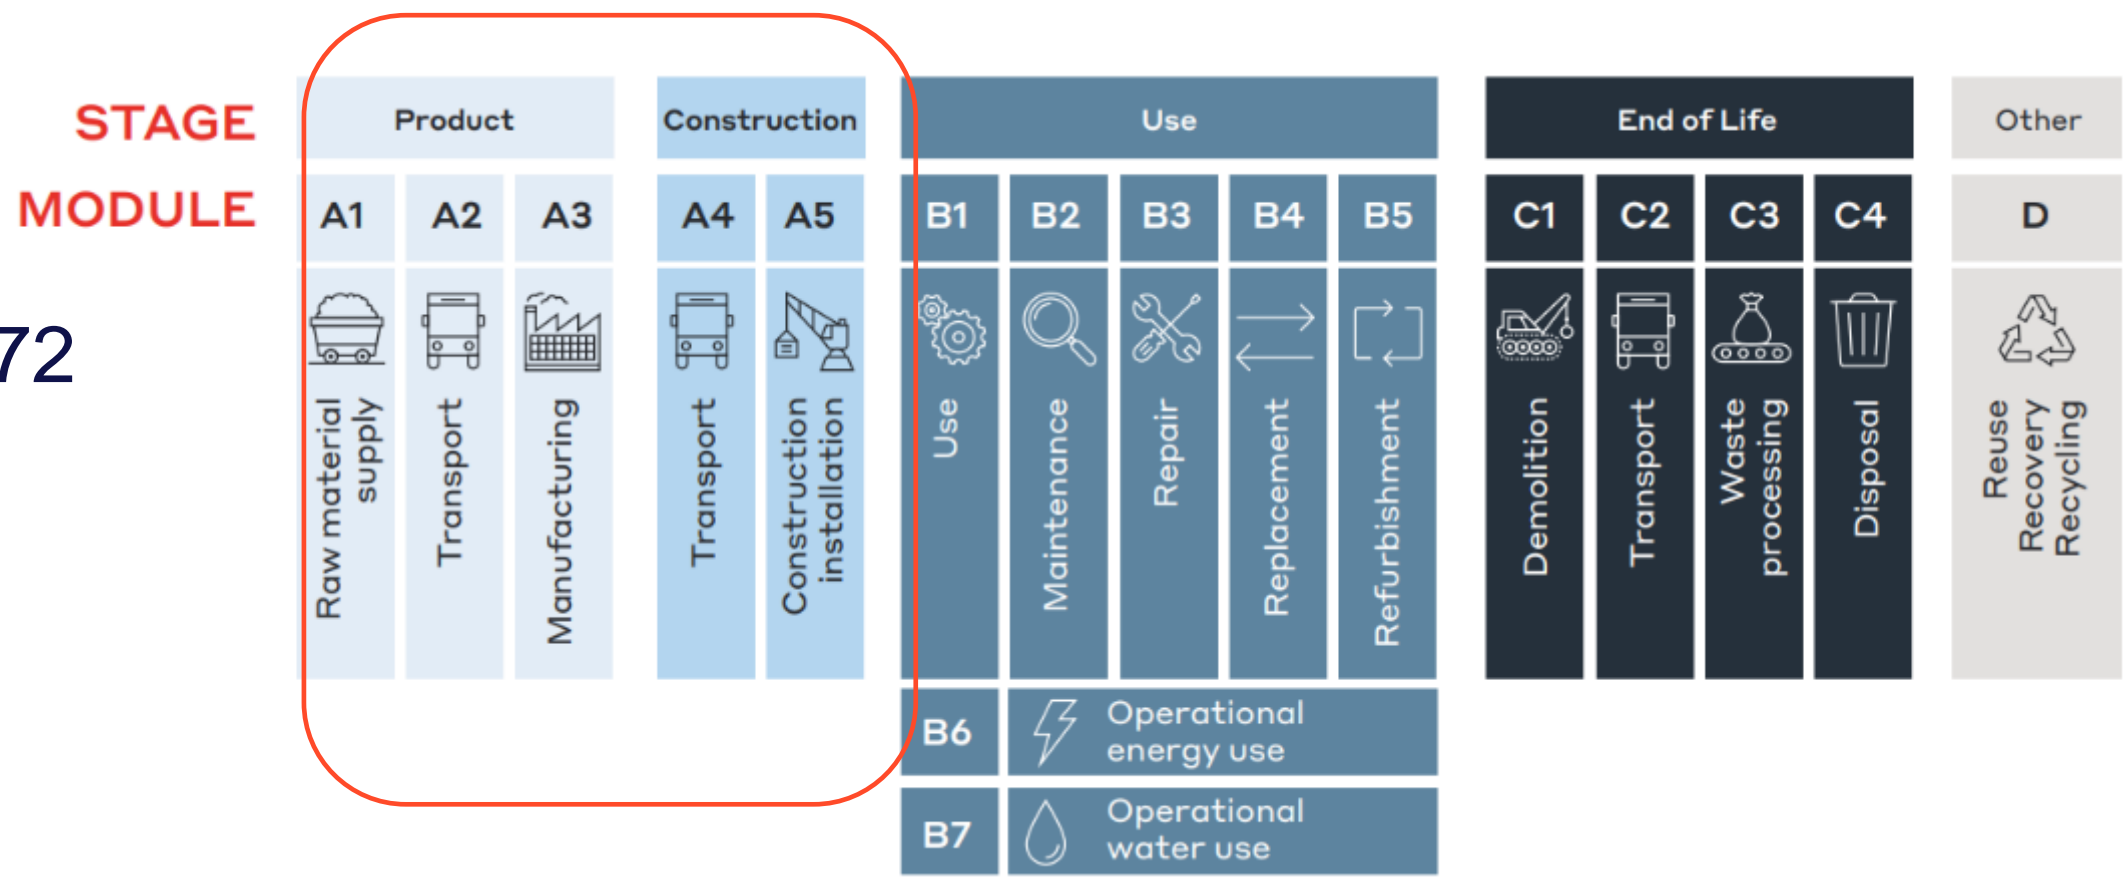 STAGE
Product
Construction
Use
End of Life
Other
MODULE
A1
A2
A3
A4
A5
B1
B2
B3
B4
B5
C1
C2
C3
C4
D
72
Raw material
supply
Transport
Manufacturing
Transport
Construction
installation
Use
Maintenance
Repair
Replacement
Refurbishment
Demolition
Transport
Waste
processing
Disposal
Reuse
Recovery
Recycling
B6
Operational
energy use
B7
Operational
water use